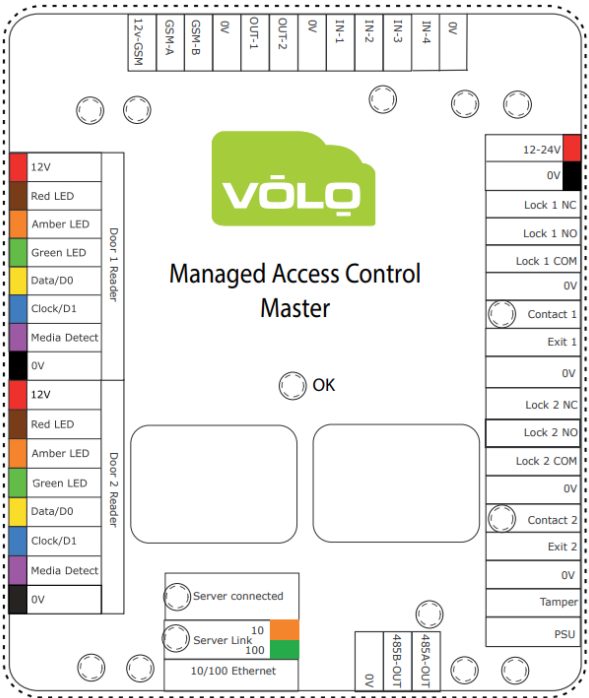 12v-GSM
GSM-A
GSM-B
0V
OUT-1
OUT-2
0V
IN-1
IN-2
IN-3
IN-4
0V
VŌLO
Managed Access Control
Master
OK
Door 1 Reader
12V
Red LED
Amber LED
Green LED
Data/D0
Clock/D1
Media Detect
0V
Door 2 Reader
12V
Red LED
Amber LED
Green LED
Data/D0
Clock/D1
Media Detect
0V
12-24V
0V
Lock 1 NC
Lock 1 NO
Lock 1 COM
0V
Contact 1
Exit 1
0V
Lock 2 NC
Lock 2 NO
Lock 2 COM
0V
Contact 2
Exit 2
0V
Tamper
PSU
Server connected
Server Link 10
100
10/100 Ethernet
0V
485B-OUT
485A-OUT